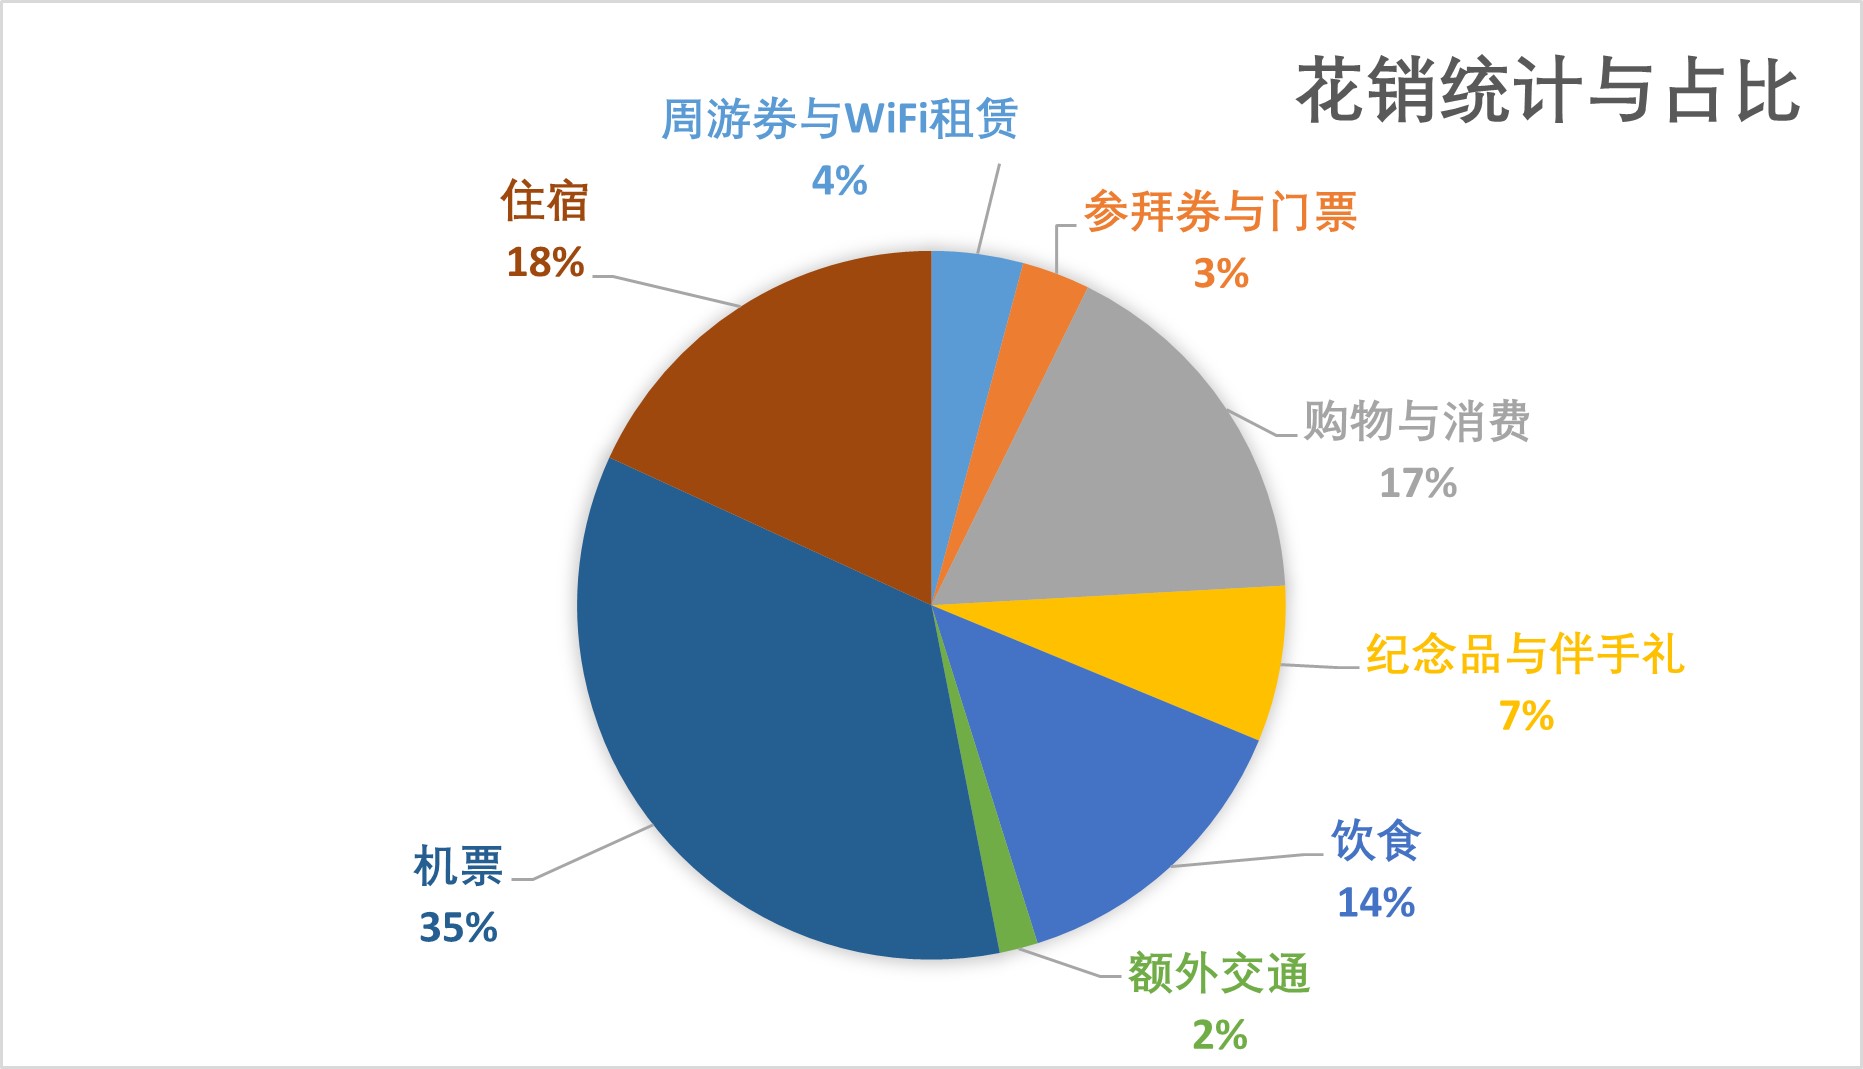 花销统计与占比
周游券与WiFi租赁
4%
参拜券与门票
3%
购物与消费
17%
纪念品与伴手礼
7%
饮食
14%
额外交通
2%
机票
35%
住宿
18%